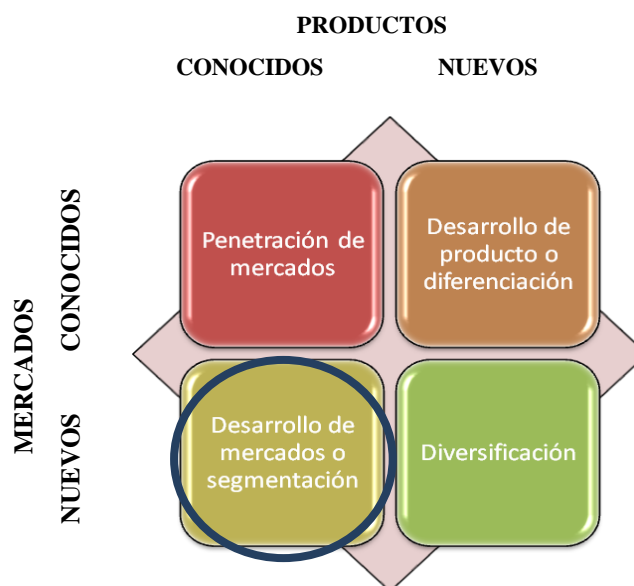 PRODUCTOS
CONOCIDOS NUEVOS
MERCADOS
CONOCIDOS
NUEVOS
Penetración de
mercados
Desarrollo de
producto o
diferenciación
Desarrollo de
mercados o
segmentación
Diversificación